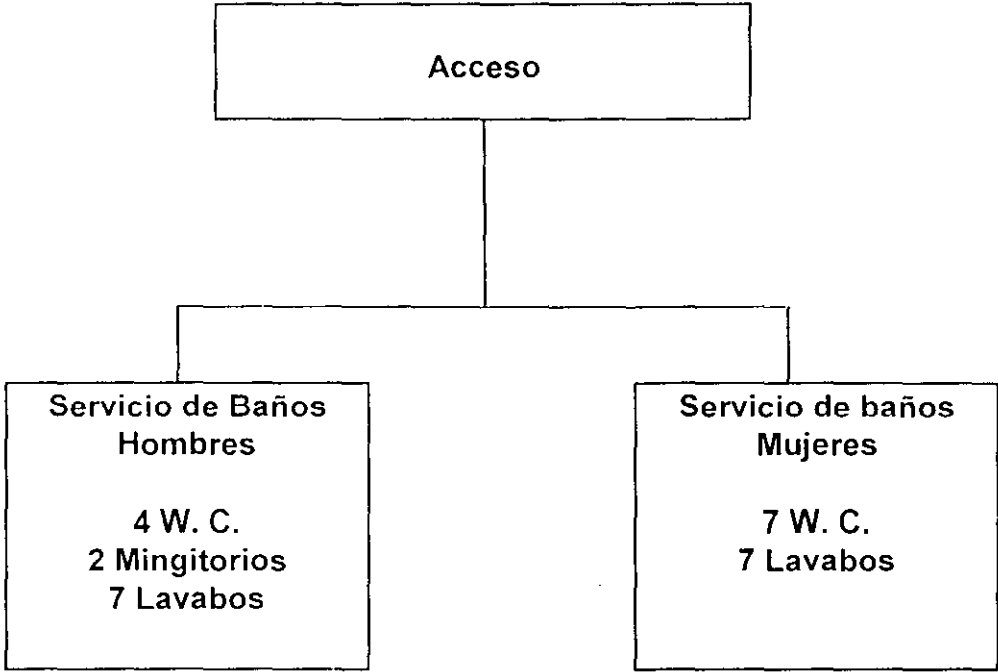 Acceso
Servicio de Baños
Hombres
4 W. C.
2 Mingitorios
7 Lavabos
Servicio de baños
Mujeres
7 W. C.
7 Lavabos